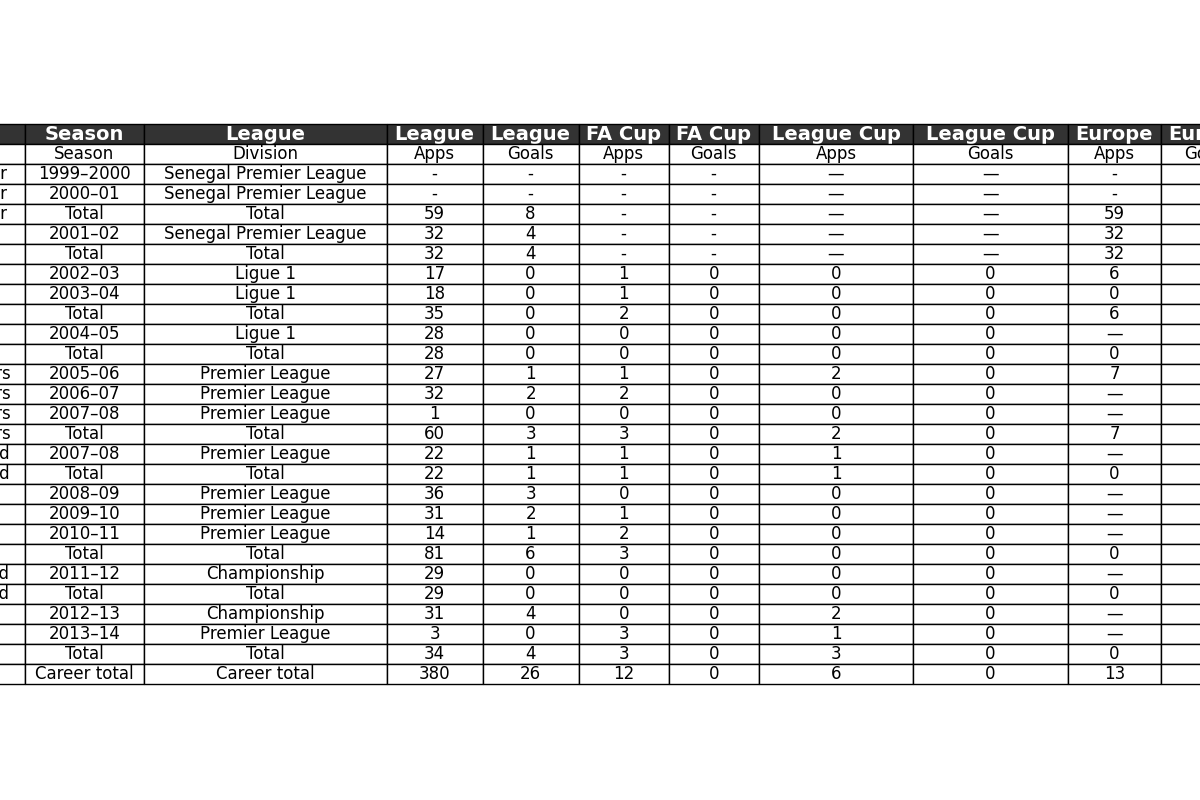 Season League League League FA Cup FA Cup League Cup League Cup Europe
Season Division Apps Goals Apps Goals Apps Goals Apps
1999–2000 Senegal Premier League - - - - — — -
2000–01 Senegal Premier League - - - - — — -
Total Total 59 8 - - — — 59
2001–02 Senegal Premier League 32 4 - - — — 32
Total Total 32 4 - - — — 32
2002–03 Ligue 1 17 0 1 0 0 0 6
2003–04 Ligue 1 18 0 1 0 0 0 0
Total Total 35 0 2 0 0 0 6
2004–05 Ligue 1 28 0 0 0 0 0 —
Total Total 28 0 0 0 0 0 0
2005–06 Premier League 27 1 1 0 2 0 7
2006–07 Premier League 32 2 2 0 0 0 —
2007–08 Premier League 1 0 0 0 0 0 —
Total Total 60 3 3 0 2 0 7
2007–08 Premier League 22 1 1 0 1 0 —
Total Total 22 1 1 0 1 0 0
2008–09 Premier League 36 3 0 0 0 0 —
2009–10 Premier League 31 2 1 0 0 0 —
2010–11 Premier League 14 1 2 0 0 0 —
Total Total 81 6 3 0 0 0 0
2011–12 Championship 29 0 0 0 0 0 —
Total Total 29 0 0 0 0 0 0
2012–13 Championship 31 4 0 0 2 0 —
2013–14 Premier League 3 0 3 0 1 0 —
Total Total 34 4 3 0 3 0 0
Career total Career total 380 26 12 0 6 0 13